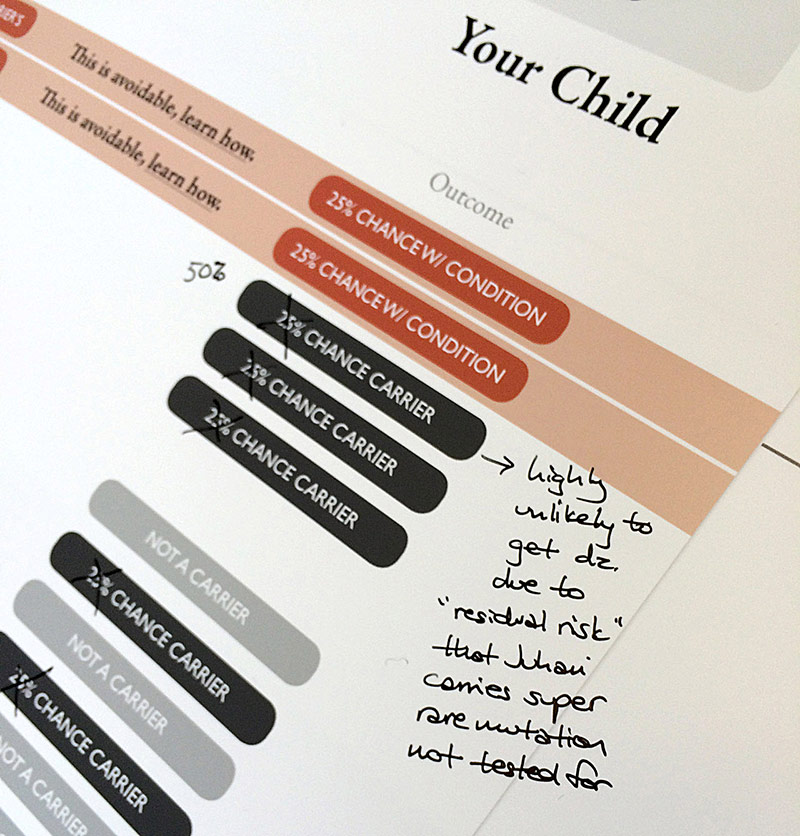 Your Child
Outcome
This is avoidable, learn how.
25% CHANCE W/ CONDITION
This is avoidable, learn how.
25% CHANCE W/ CONDITION
50%
25% CHANCE CARRIER
25% CHANCE CARRIER
25% CHANCE CARRIER
NOT A CARRIER
25% CHANCE CARRIER
NOT A CARRIER
25% CHANCE CARRIER
NOT A CARRIER
→ highly
unlikely to
get dz.
due to
"residual risk"
that Juhan
carries super
rare mutation
not tested for